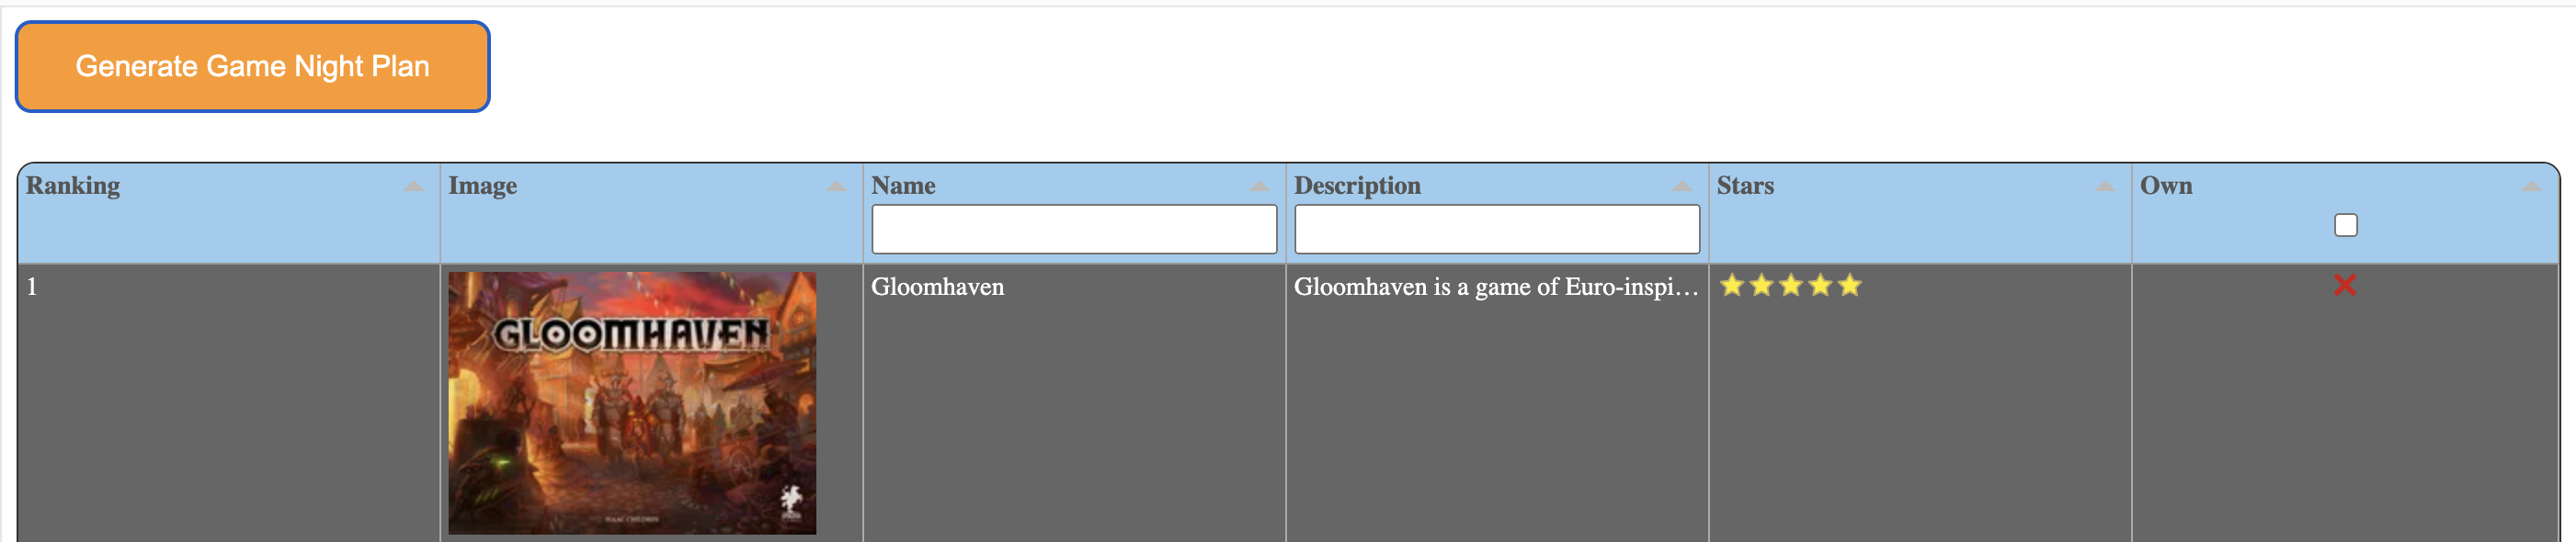 Generate Game Night Plan
Ranking
Image
Name
Description
Stars
Own
1
GLOOMHAVEN
Gloomhaven
Gloomhaven is a game of Euro-inspi...